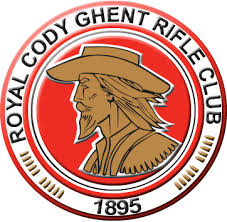 ROYAL CODY GHENT RIFLE CLUB
1895